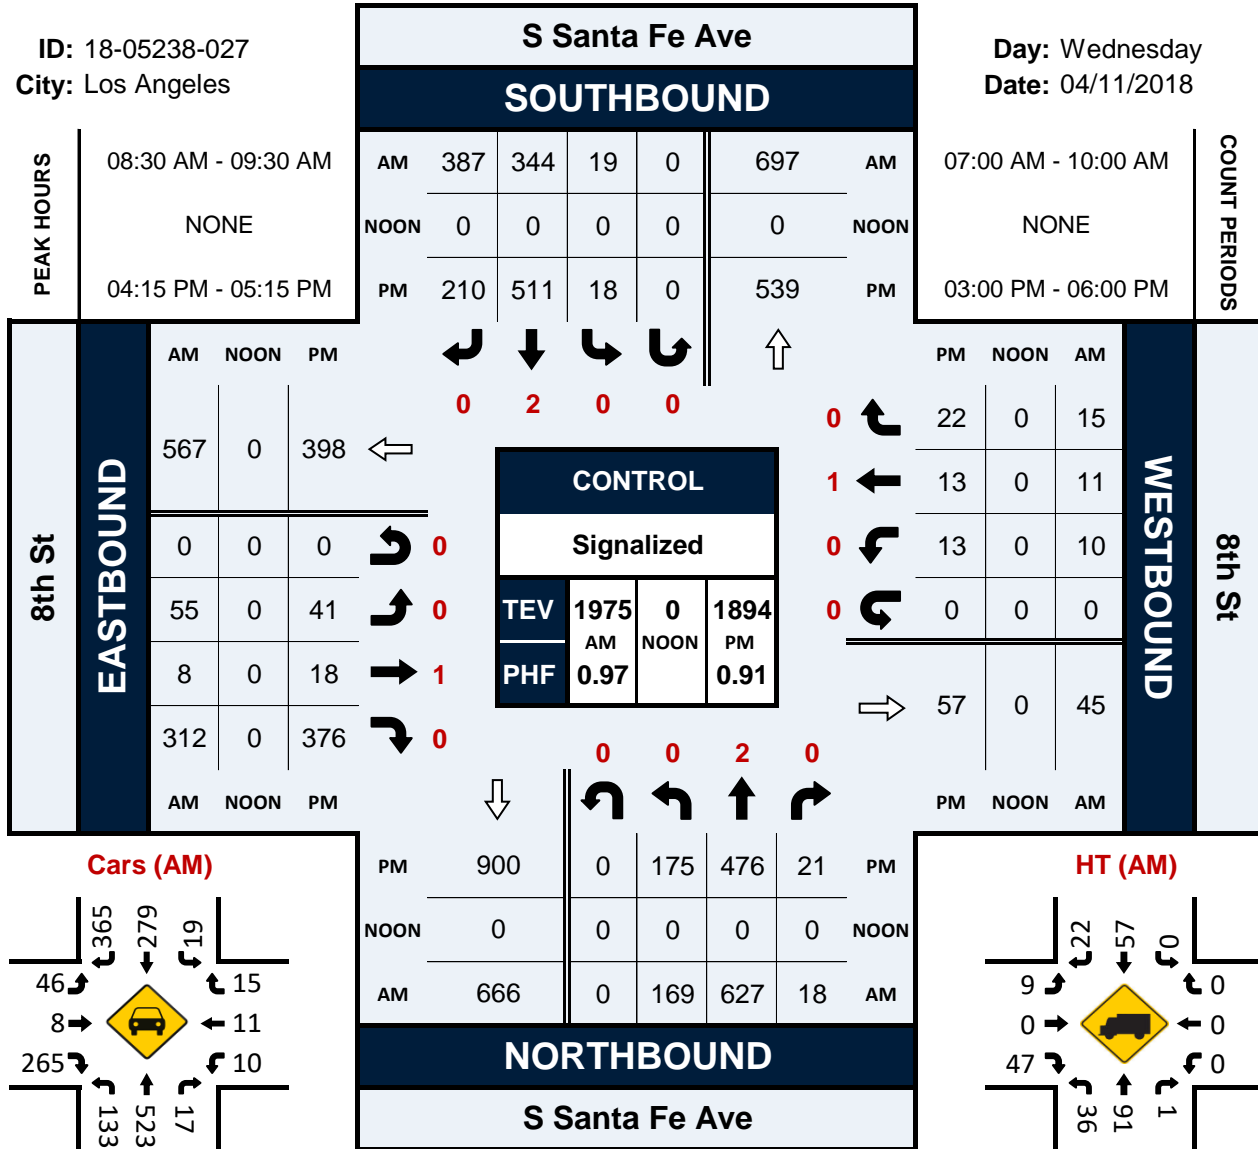 S Santa Fe Ave
ID: 18-05238-027
City: Los Angeles
Day: Wednesday
Date: 04/11/2018
SOUTHBOUND
PEAK HOURS
08:30 AM - 09:30 AM
NONE
04:15 PM - 05:15 PM
AM 387 344 19 0 697 AM
NOON 0 0 0 0 0 NOON
PM 210 511 18 0 539 PM
07:00 AM - 10:00 AM
NONE
03:00 PM - 06:00 PM
COUNT PERIODS
0 2 0 0
8th St
EASTBOUND
AM NOON PM
567 0 398
0 0 0 0
55 0 41 0
8 0 18 1
312 0 376 0
AM NOON PM
CONTROL
Signalized
TEV 1975 0 1894
AM NOON PM
PHF 0.97 0.91
PM NOON AM
0 22 0 15
1 13 0 11
0 13 0 10
0 0 0 0
57 0 45
PM NOON AM
WESTBOUND
8th St
0 0 2 0
PM 900 0 175 476 21 PM
NOON 0 0 0 0 0 NOON
AM 666 0 169 627 18 AM
NORTHBOUND
S Santa Fe Ave
Cars (AM)
365 279 19
46 15
8 11
265 10
133 523 17
HT (AM)
22 57 0
9 0
0 0
47 0
36 91 1